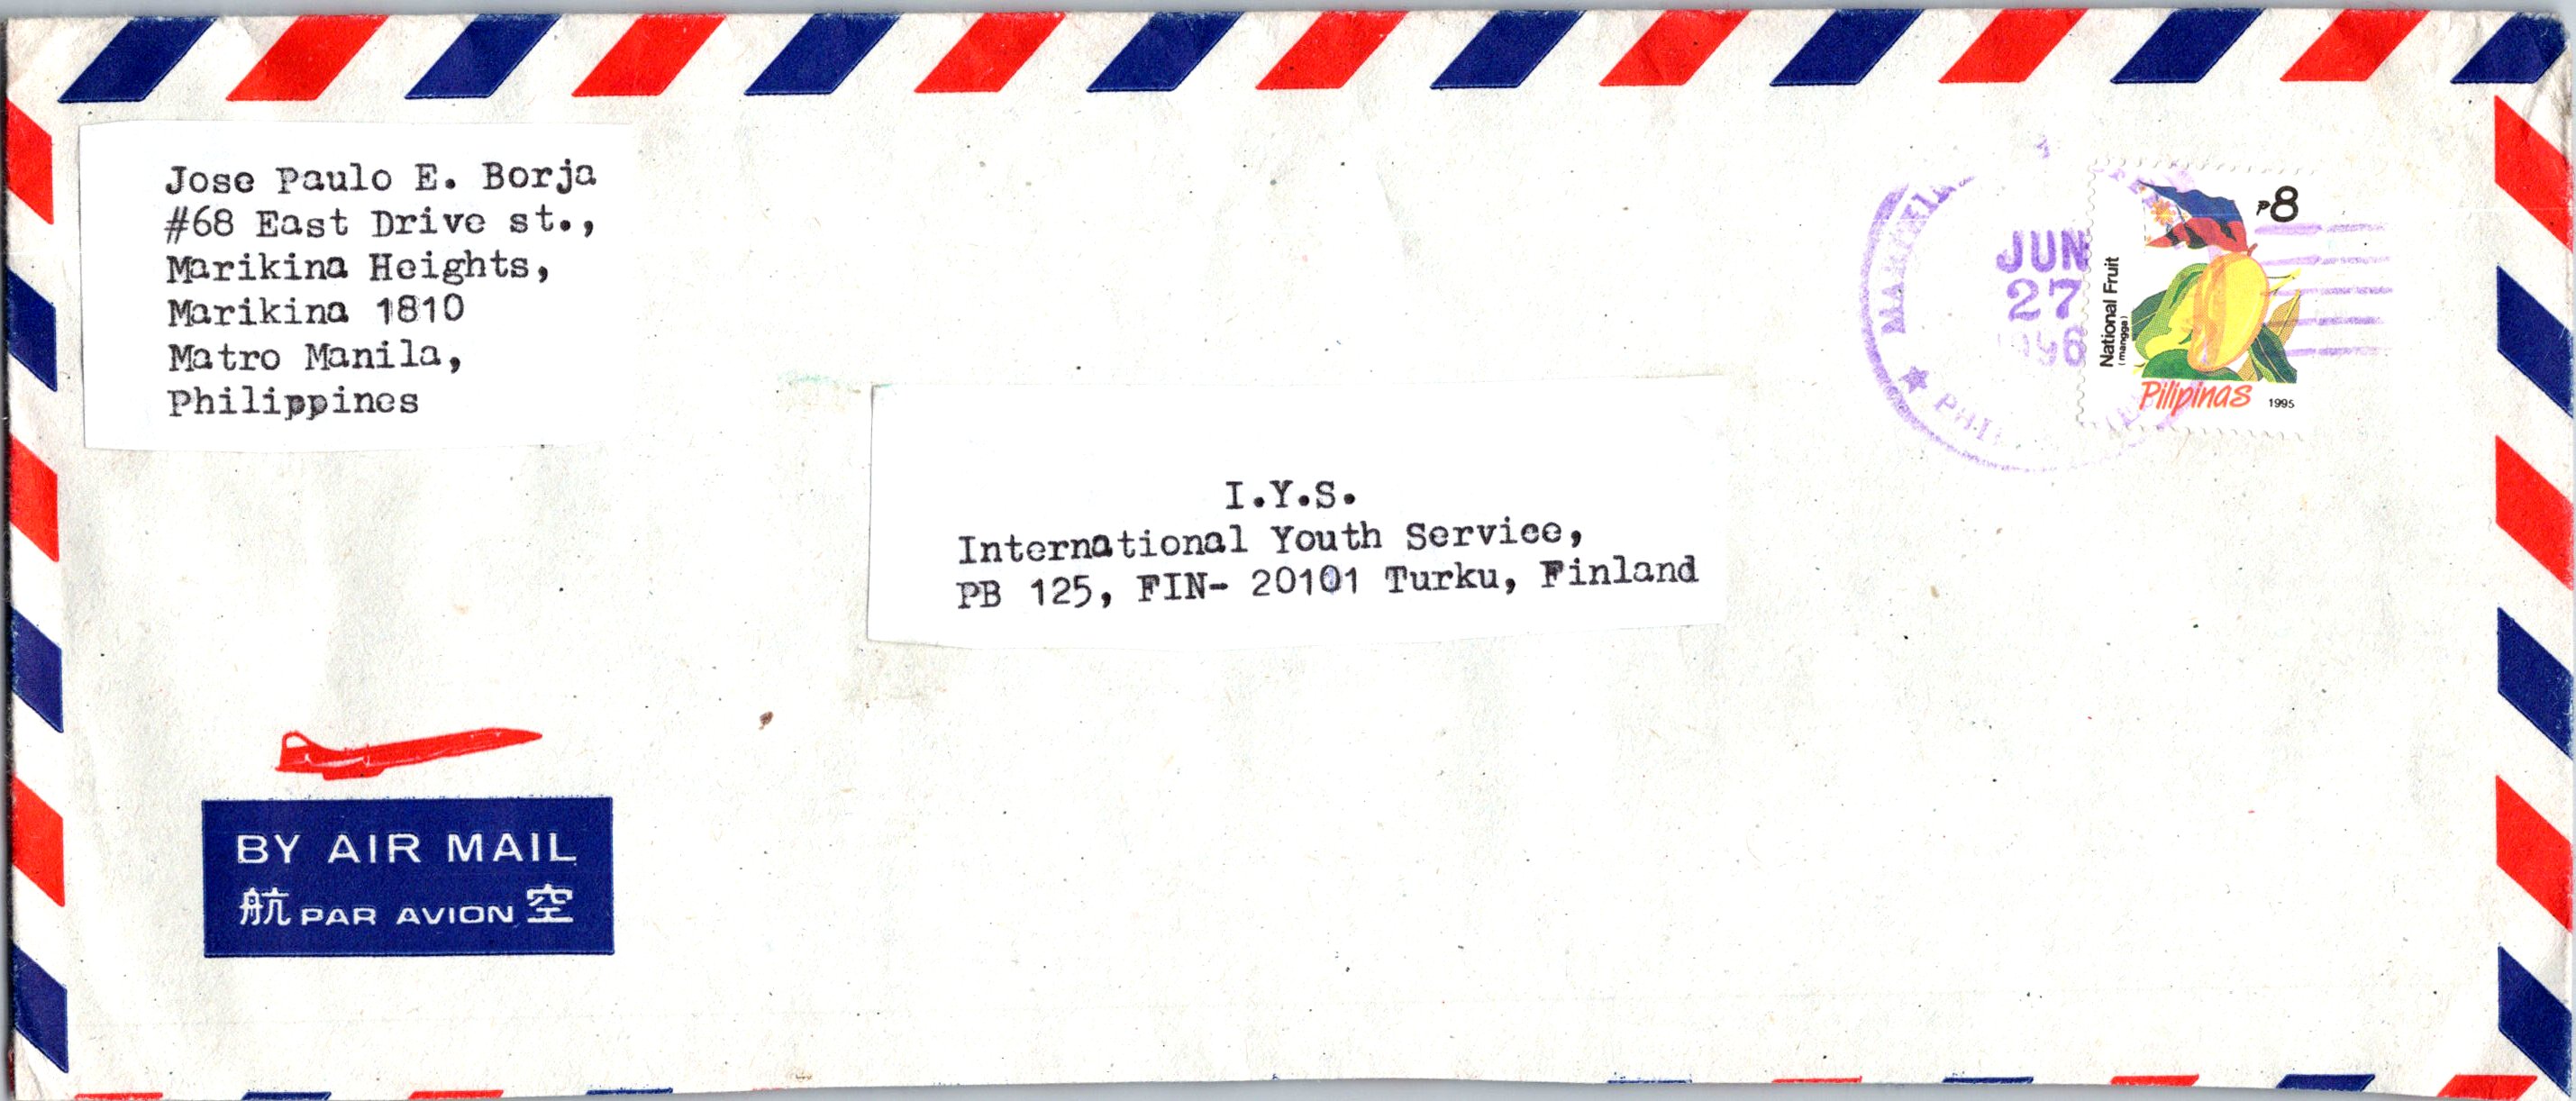 Jose Paulo E. Borja
#68 East Drive st.,
Marikina Heights,
Marikina 1810
Matro Manila,
Philippines
JUN
27
National Fruit
(mangga)
₱8
Pilipinas 1995
I.Y.S.
International Youth Service,
PB 125, FIN- 20101 Turku, Finland
BY AIR MAIL
航 PAR AVION 空